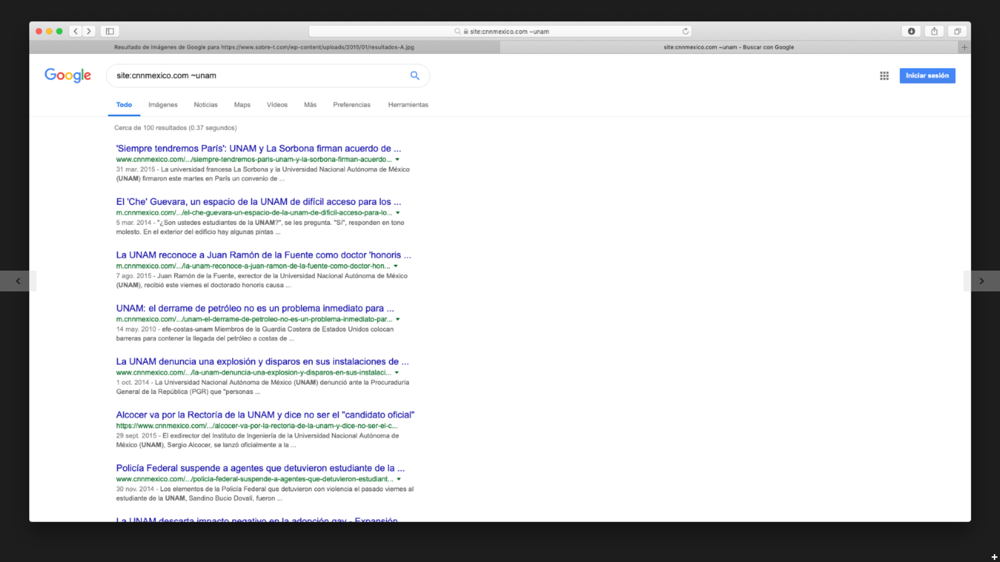 site:cnnmexico.com ~unam
Resultado de imágenes de Google para https://www.sobre-t.com/wp-content/uploads/2015/01/resultados-A.jpg
site:cnnmexico.com ~unam - Buscar con Google
Google
site:cnnmexico.com ~unam
Iniciar sesión
Todo Imágenes Noticias Maps Vídeos Más Preferencias Herramientas
Cerca de 100 resultados (0.37 segundos)
'Siempre tendremos París': UNAM y La Sorbona firman acuerdo de ...
www.cnnmexico.com/.../siempre-tendremos-paris-unam-y-la-sorbona-firman-acuerdo...
31 mar. 2015 - La universidad francesa La Sorbona y la Universidad Nacional Autónoma de México
(UNAM) firmaron este martes en París un convenio de ...
El 'Che' Guevara, un espacio de la UNAM de difícil acceso para los ...
m.cnnmexico.com/.../el-che-guevara-un-espacio-de-la-unam-de-dificil-acceso-para-lo...
5 mar. 2014 - "¿Son ustedes estudiantes de la UNAM?", se les pregunta. "Sí", responden en tono
molesto. En el exterior del edificio hay algunas pintas ...
La UNAM reconoce a Juan Ramón de la Fuente como doctor 'honoris ...
m.cnnmexico.com/.../la-unam-reconoce-a-juan-ramon-de-la-fuente-como-doctor-hon...
7 ago. 2015 - Juan Ramón de la Fuente, exrector de la Universidad Nacional Autónoma de México
(UNAM), recibió este viernes el doctorado honoris causa ...
UNAM: el derrame de petróleo no es un problema inmediato para ...
m.cnnmexico.com/.../unam-el-derrame-de-petroleo-no-es-un-problema-inmediato-par...
14 may. 2010 - efe-costas-unam Miembros de la Guardia Costera de Estados Unidos colocan
barreras para contener la llegada del petróleo a costas de ...
La UNAM denuncia una explosión y disparos en sus instalaciones de ...
www.cnnmexico.com/.../la-unam-denuncia-una-explosion-y-disparos-en-sus-instalaci...
1 oct. 2014 - La Universidad Nacional Autónoma de México (UNAM) denunció ante la Procuraduría
General de la República (PGR) que "personas ...
Alcocer va por la Rectoría de la UNAM y dice no ser el "candidato oficial"
https://www.cnnmexico.com/.../alcocer-va-por-la-rectoria-de-la-unam-y-dice-no-ser-el-c...
29 sept. 2015 - El exdirector del Instituto de Ingeniería de la Universidad Nacional Autónoma de
México (UNAM), Sergio Alcocer, se lanzó oficialmente a la ...
Policía Federal suspende a agentes que detuvieron estudiante de la ...
www.cnnmexico.com/.../policia-federal-suspende-a-agentes-que-detuvieron-estudiant...
30 nov. 2014 - Los elementos de la Policía Federal que detuvieron con violencia el pasado viernes al
estudiante de la UNAM, Sandino Bucio Dovalí, fueron ...
La UNAM descarta impacto negativo en la adopción gay - Expansión